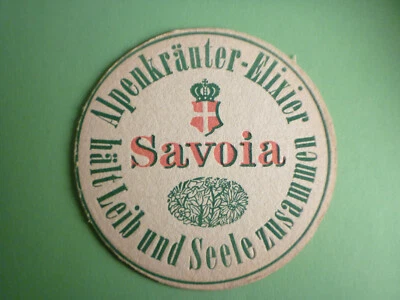 Alpenkräuter-Elixier
Savoia
hält Leib und Seele zusammen